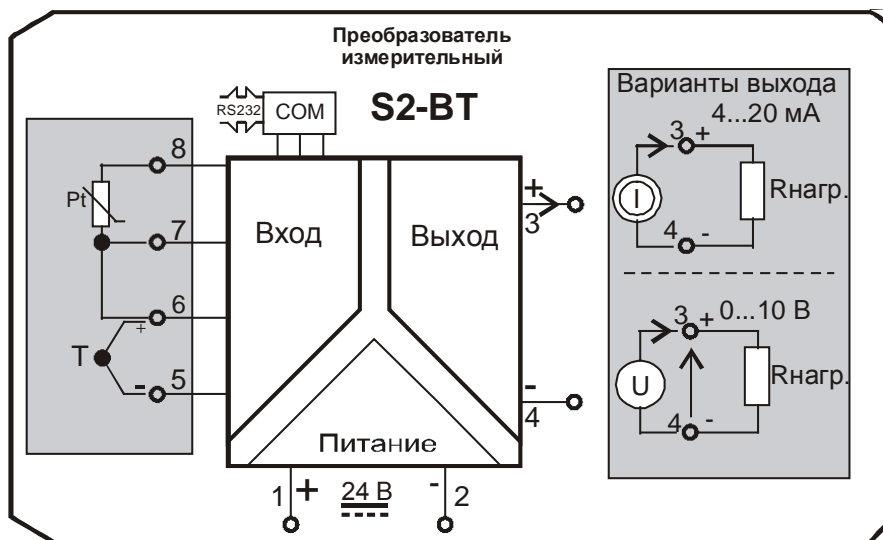 Преобразователь
измерительный
S2-BT
RS232
COM
Варианты выхода
4...20 мА
3 +
I
Rнагр.
4 -
8
Pt
7
6
+
T
- 5
Вход
Выход
+
3
-
4
0...10 В
3 +
U
Rнагр.
4 -
Питание
1 + 24 В - 2